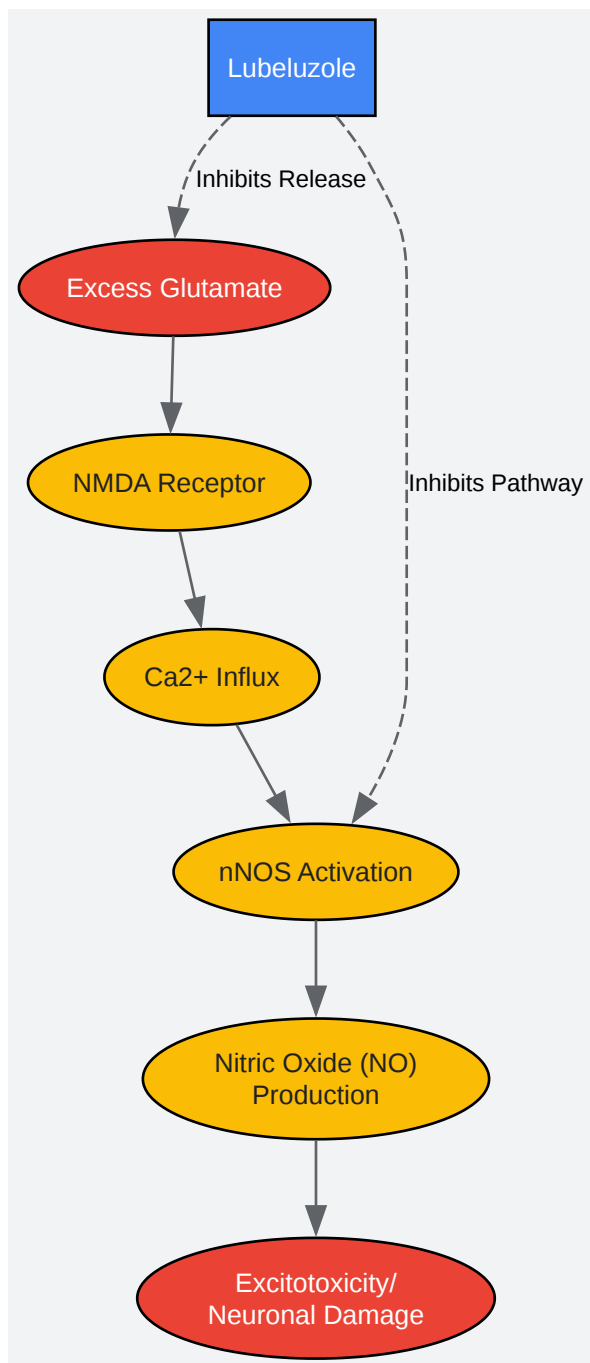 Lubeluzole
Inhibits Release
Excess Glutamate
NMDA Receptor
Inhibits Pathway
Ca2+ Influx
nNOS Activation
Nitric Oxide (NO)
Production
Excitotoxicity/
Neuronal Damage